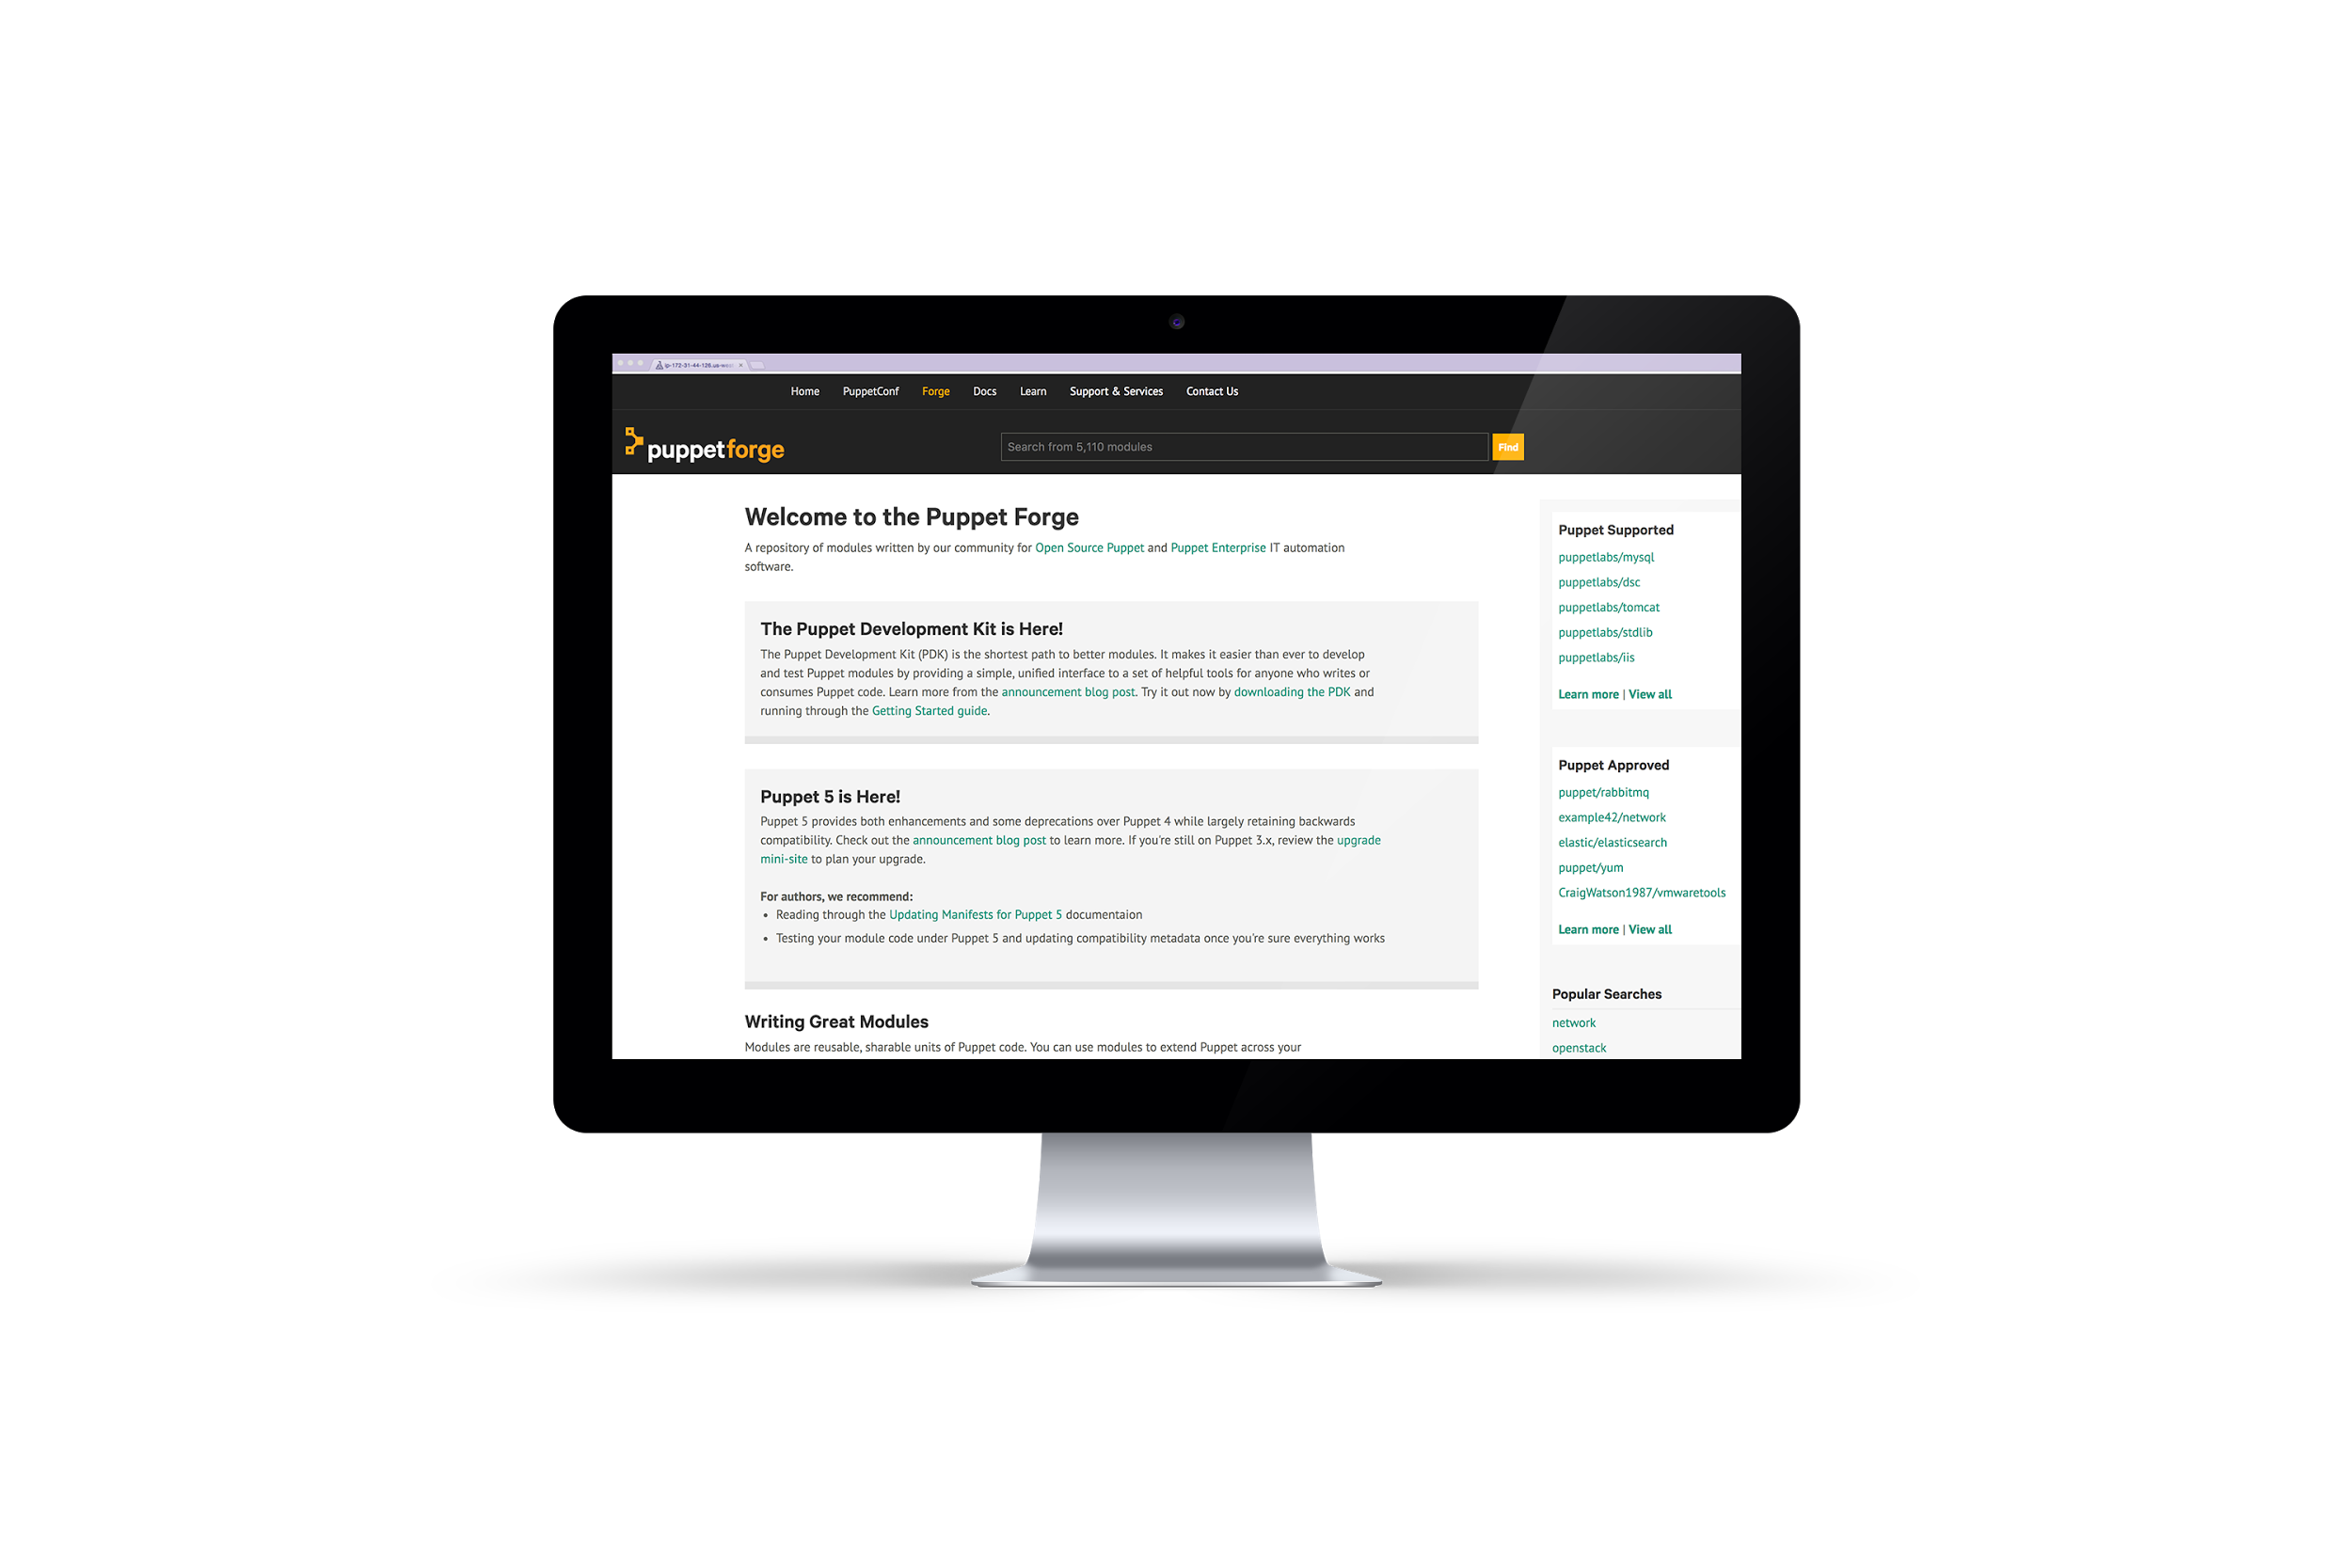 ip-172-31-44-126.us-west
Home PuppetConf Forge Docs Learn Support & Services Contact Us
puppetforge
Search from 5,110 modules Find
Welcome to the Puppet Forge
A repository of modules written by our community for Open Source Puppet and Puppet Enterprise IT automation
software.
The Puppet Development Kit is Here!
The Puppet Development Kit (PDK) is the shortest path to better modules. It makes it easier than ever to develop
and test Puppet modules by providing a simple, unified interface to a set of helpful tools for anyone who writes or
consumes Puppet code. Learn more from the announcement blog post. Try it out now by downloading the PDK and
running through the Getting Started guide.
Puppet 5 is Here!
Puppet 5 provides both enhancements and some deprecations over Puppet 4 while largely retaining backwards
compatibility. Check out the announcement blog post to learn more. If you're still on Puppet 3.x, review the upgrade
mini-site to plan your upgrade.
For authors, we recommend:
• Reading through the Updating Manifests for Puppet 5 documentaion
• Testing your module code under Puppet 5 and updating compatibility metadata once you're sure everything works
Writing Great Modules
Modules are reusable, sharable units of Puppet code. You can use modules to extend Puppet across your
Puppet Supported
puppetlabs/mysql
puppetlabs/dsc
puppetlabs/tomcat
puppetlabs/stdlib
puppetlabs/iis
Learn more | View all
Puppet Approved
puppet/rabbitmq
example42/network
elastic/elasticsearch
puppet/yum
CraigWatson1987/vmwaretools
Learn more | View all
Popular Searches
network
openstack